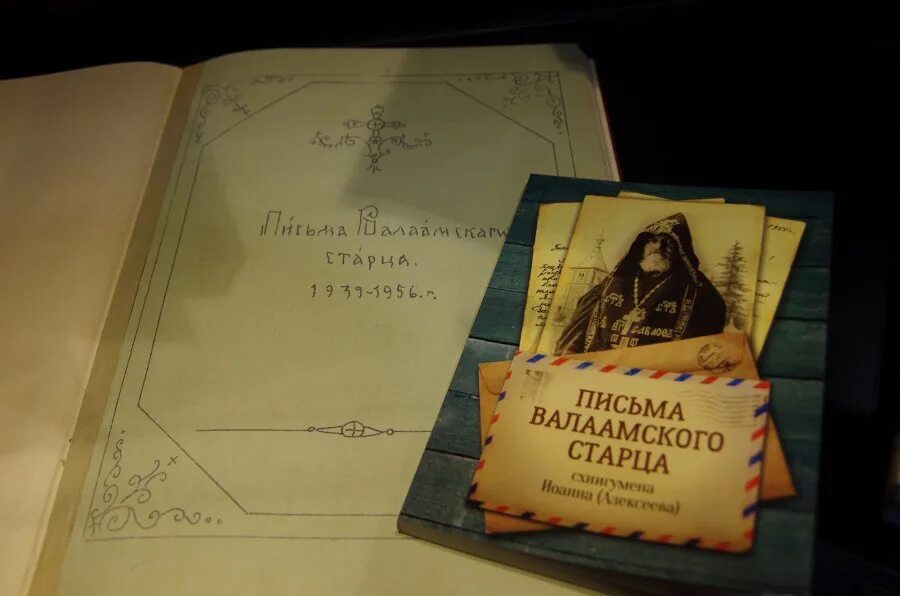 Письма Валаамскаго
старца.
1939-1956. г.
ПИСЬМА
ВАЛААМСКОГО
СТАРЦА
схиигумена
Иоанна (Алексеева)